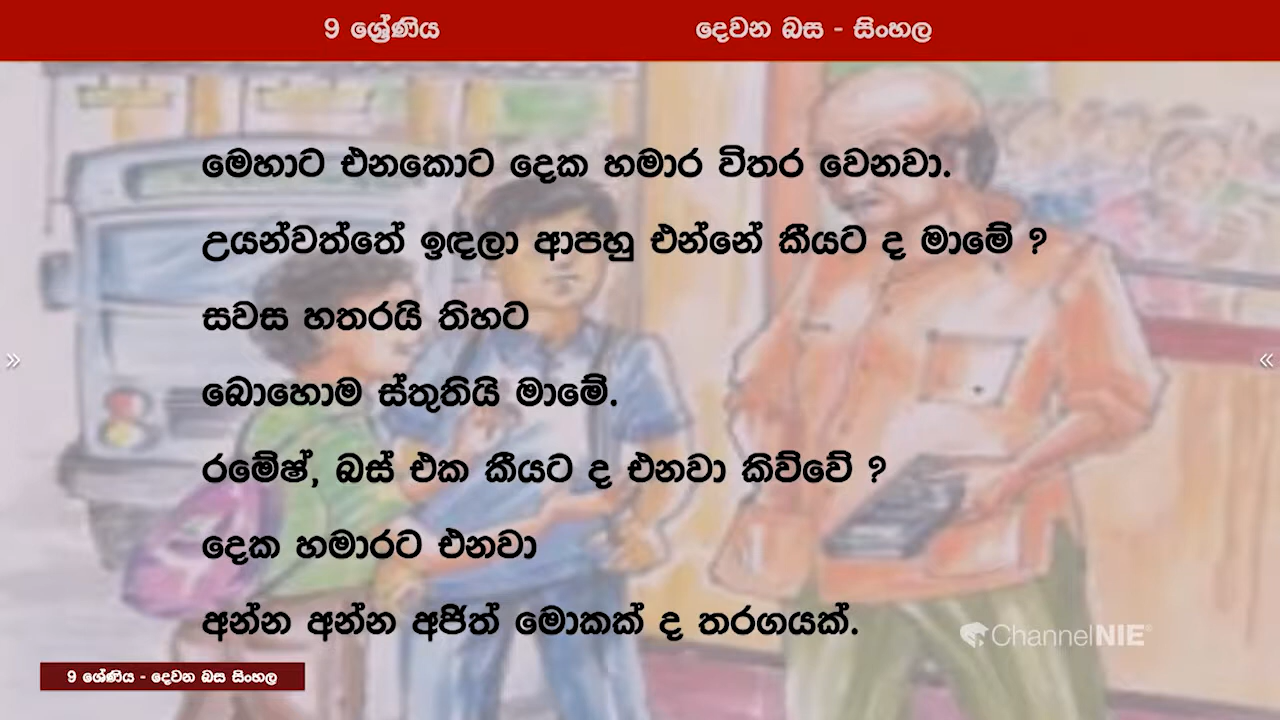 9 ශ්‍රේණිය
දෙවන බස - සිංහල
මෙහාට එනකොට දෙක හමාර විතර වෙනවා.
උයන්වත්තේ ඉඳලා ආපහු එන්නේ කීයට ද මාමේ ?
සවස හතරයි තිහට
බොහොම ස්තුතියි මාමේ.
රමේෂ්, බස් එක කීයට ද එනවා කිව්වේ ?
දෙක හමාරට එනවා
අන්න අන්න අජිත් මොකක් ද තරගයක්.
ChannelNIE
9 ශේණිය - දෙවන බස සිංහල